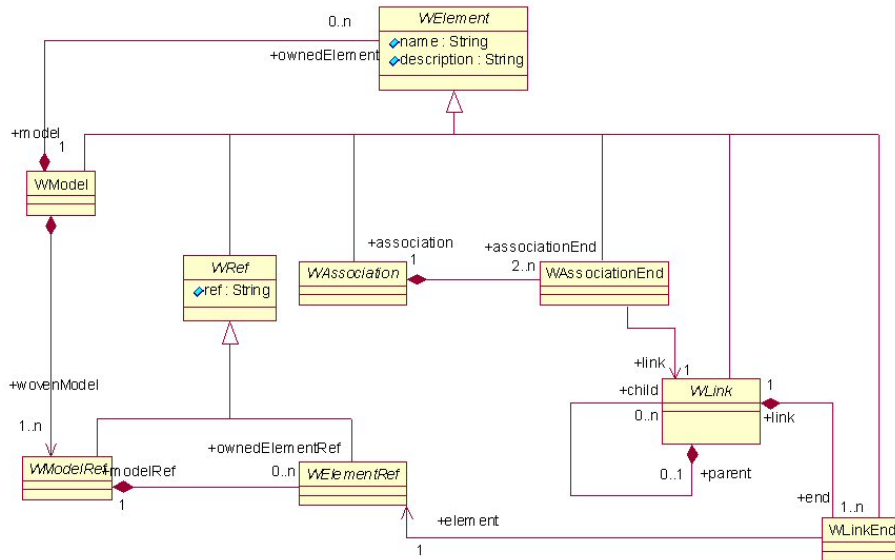 WElement
0..n
name : String
+ownedElement
description : String
+model
1
WModel
+association
+associationEnd
WRef
1
2..n
WAssociation
WAssociationEnd
ref : String
+link
1
+wovenModel
+child
WLink
1
0..n
+link
1..n
+ownedElementRef
WModelRef
+modelRef
0..n
WElementRef
0..1
+parent
1
+end
1..n
+element
1
WLinkEnd